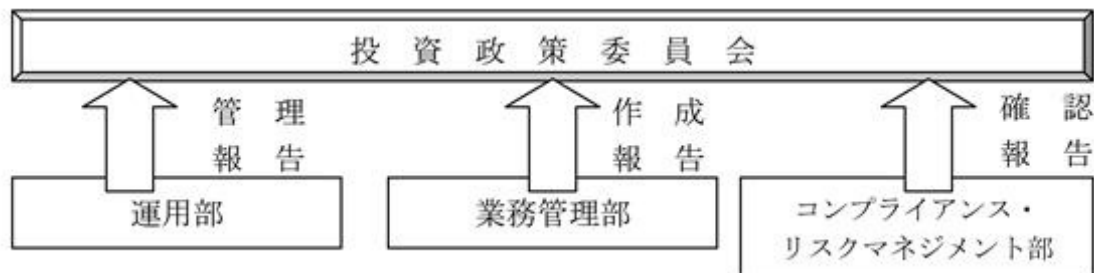 投資政策委員会
管理
報告
作成
報告
確認
報告
運用部
業務管理部
コンプライアンス・
リスクマネジメント部